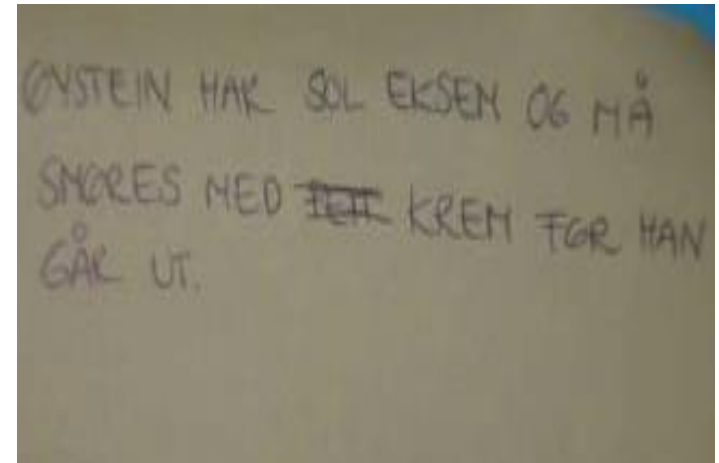 ØYSTEIN HAR SOL EKSEM OG MÅ
SMØRES MED KREM FØR HAN
GÅR UT.